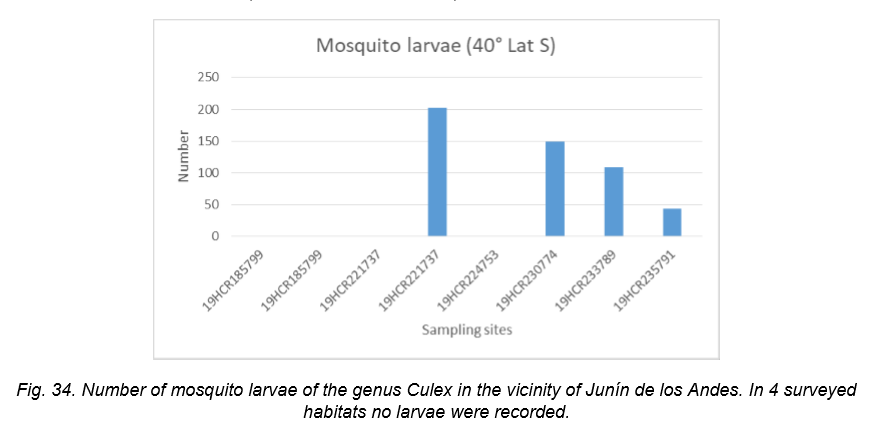 Mosquito larvae (40° Lat S)
250
200
150
100
50
0
Number
19HCR185799
19HCR185799
19HCR221737
19HCR221737
19HCR224753
19HCR230774
19HCR233789
19HCR235791
Sampling sites
Fig. 34. Number of mosquito larvae of the genus Culex in the vicinity of Junín de los Andes. In 4 surveyed
habitats no larvae were recorded.